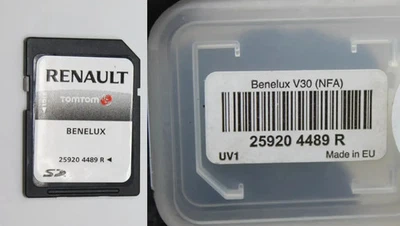 RENAULT
TOMTOM
BENELUX
25920 4489 R ◄
SD
Benelux V30 (NFA)
25920 4489 R
UV1 Made in EU